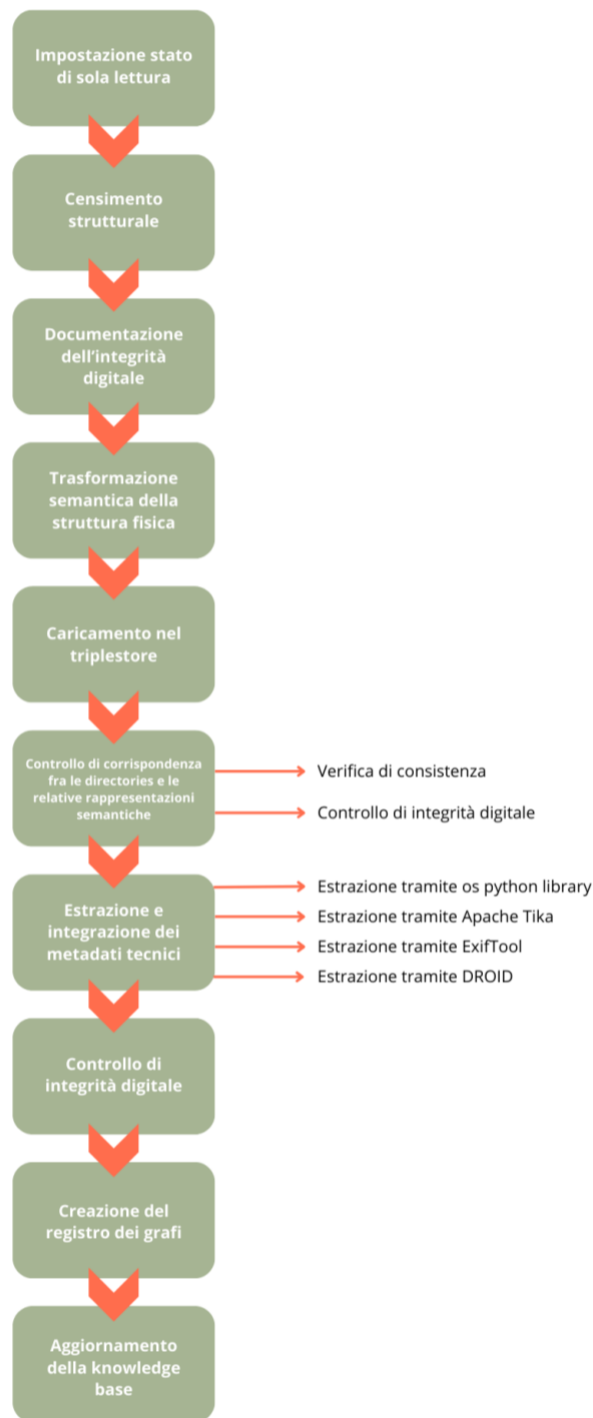 Impostazione stato
di sola lettura
Censimento
strutturale
Documentazione
dell'integrità
digitale
Trasformazione
semantica della
struttura fisica
Caricamento nel
triplestore
Controllo di corrispondenza
fra le directories e le
relative rappresentazioni
semantiche
Verifica di consistenza
Controllo di integrità digitale
Estrazione e
integrazione dei
metadati tecnici
Estrazione tramite os python library
Estrazione tramite Apache Tika
Estrazione tramite ExifTool
Estrazione tramite DROID
Controllo di
integrità digitale
Creazione del
registro dei grafi
Aggiornamento
della knowledge
base